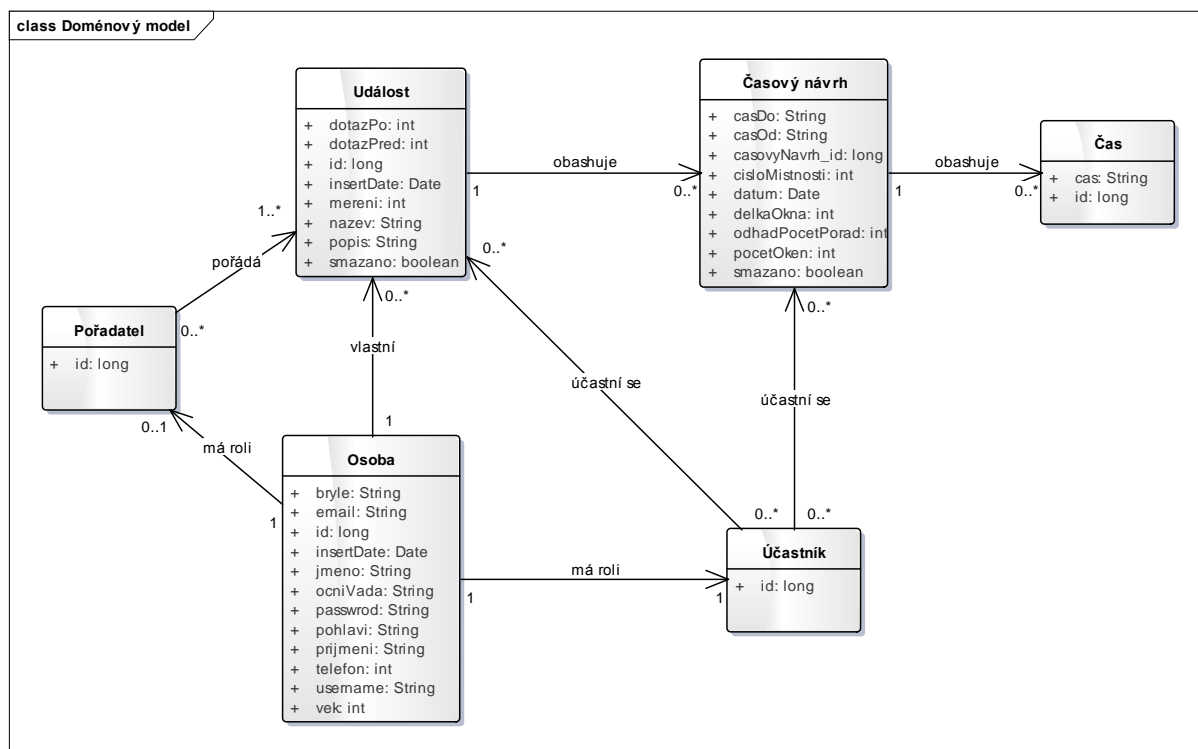 class Doménový model
Událost
+ dotazPo: int
+ dotazPred: int
+ id: long
+ insertDate: Date
+ mereni: int
+ nazev: String
+ popis: String
+ smazano: boolean
obashuje
1
0..*
Časový návrh
+ casDo: String
+ casOd: String
+ casovyNavrh_id: long
+ cisloMistnosti: int
+ datum: Date
+ delkaOkna: int
+ odhadPocetPorad: int
+ pocetOken: int
+ smazano: boolean
obashuje
1
0..*
Čas
+ cas: String
+ id: long
1..*
pořádá
0..*
Pořadatel
+ id: long
0..1
má roli
1
0..*
vlastní
1
0..*
účastní se
0..*
0..*
účastní se
0..*
Osoba
+ bryle: String
+ email: String
+ id: long
+ insertDate: Date
+ jmeno: String
+ ocniVada: String
+ passwrod: String
+ pohlavi: String
+ prijmeni: String
+ telefon: int
+ username: String
+ vek: int
má roli
1
1
Účastník
+ id: long